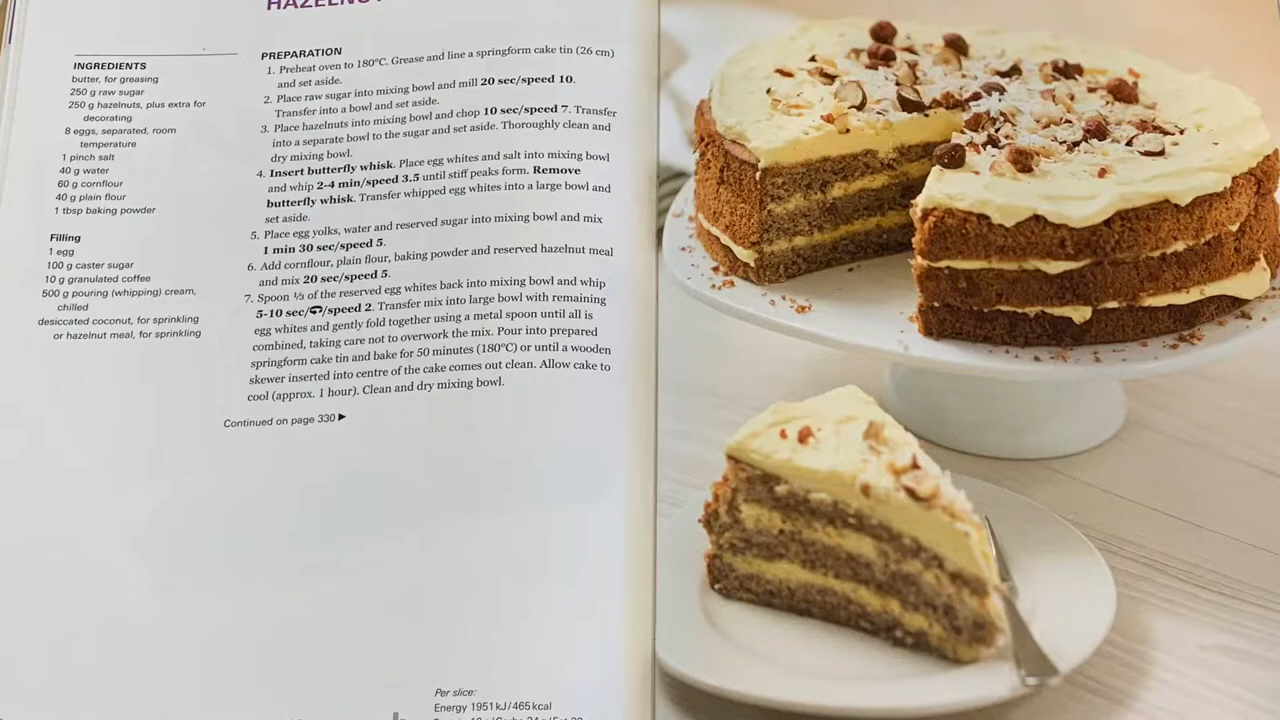 HAZELNUT
INGREDIENTS
butter, for greasing
250 g raw sugar
250 g hazelnuts, plus extra for
decorating
8 eggs, separated, room
temperature
1 pinch salt
40 g water
60 g cornflour
40 g plain flour
1 tbsp baking powder
Filling
1 egg
100 g caster sugar
10 g granulated coffee
500 g pouring (whipping) cream,
chilled
desiccated coconut, for sprinkling
or hazelnut meal, for sprinkling
PREPARATION
1. Preheat oven to 180°C. Grease and line a springform cake tin (26 cm)
and set aside.
2. Place raw sugar into mixing bowl and mill 20 sec/speed 10.
Transfer into a bowl and set aside.
3. Place hazelnuts into mixing bowl and chop 10 sec/speed 7. Transfer
into a separate bowl to the sugar and set aside. Thoroughly clean and
dry mixing bowl.
4. Insert butterfly whisk. Place egg whites and salt into mixing bowl
and whip 2-4 min/speed 3.5 until stiff peaks form. Remove
butterfly whisk. Transfer whipped egg whites into a large bowl and
set aside.
5. Place egg yolks, water and reserved sugar into mixing bowl and mix
1 min 30 sec/speed 5.
6. Add cornflour, plain flour, baking powder and reserved hazelnut meal
and mix 20 sec/speed 5.
7. Spoon ⅓ of the reserved egg whites back into mixing bowl and whip
5-10 sec//speed 2. Transfer mix into large bowl with remaining
egg whites and gently fold together using a metal spoon until all is
combined, taking care not to overwork the mix. Pour into prepared
springform cake tin and bake for 50 minutes (180°C) or until a wooden
skewer inserted into centre of the cake comes out clean. Allow cake to
cool (approx. 1 hour). Clean and dry mixing bowl.
Continued on page 330 ▶
Per slice:
Energy 1951 kJ/465 kcal